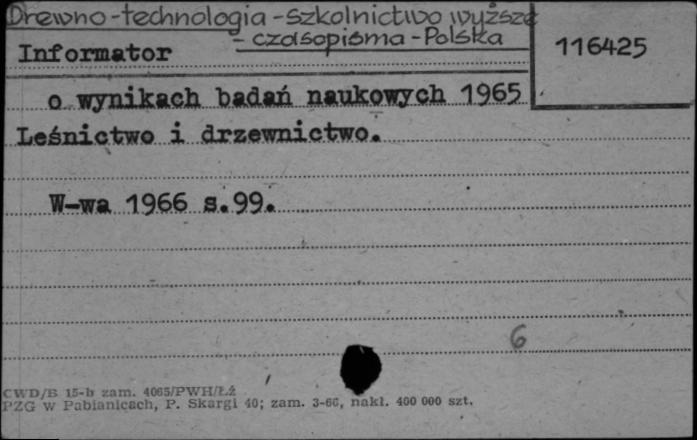 Drewno-technologia-szkolnictwo wyższe
- czasopisma - Polska
Informator
116425
o wynikach badań naukowych 1965
Leśnictwo i drzewnictwo.
W-wa 1966 s.99.
6
CWD/B 15-b zam. 4065/PWH/Łź
PZG w Pabianicach, P. Skargi 40; zam. 3-66, nakł. 400 000 szt.